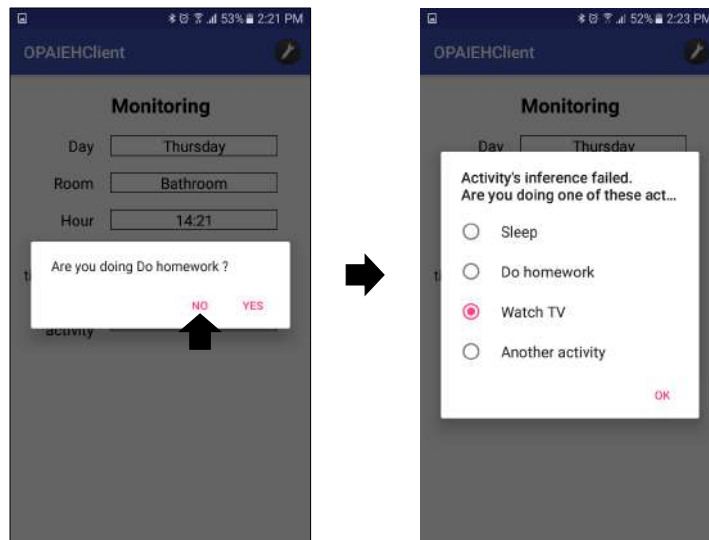 53% 2:21 PM
OPAIEHClient
Monitoring
Day Thursday
Room Bathroom
Hour 14:21
Are you doing Do homework ?
NO YES
activity
52% 2:23 PM
OPAIEHClient
Monitoring
Day Thursday
Activity's inference failed.
Are you doing one of these act...
Sleep
Do homework
Watch TV
Another activity
OK